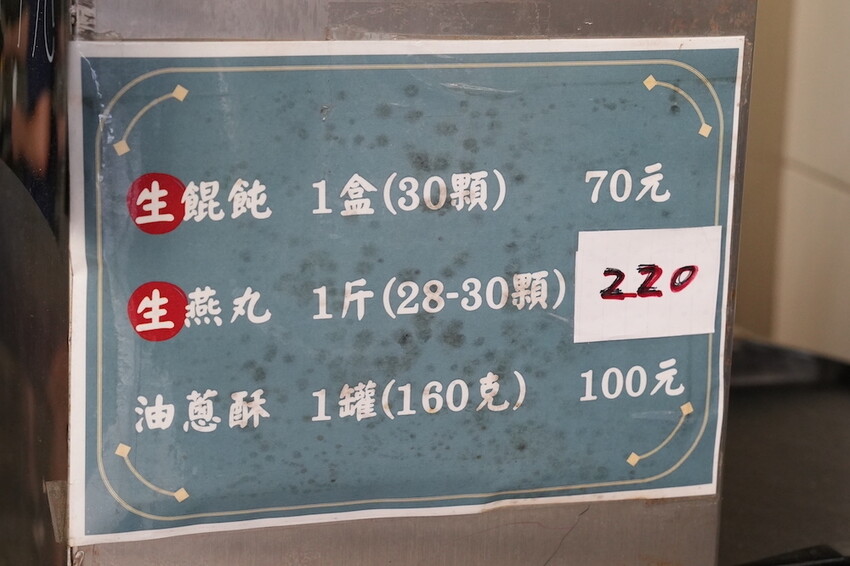 生餛飩 1盒(30顆) 70元
生燕丸 1斤(28-30顆) 220
油蔥酥 1罐(160克) 100元